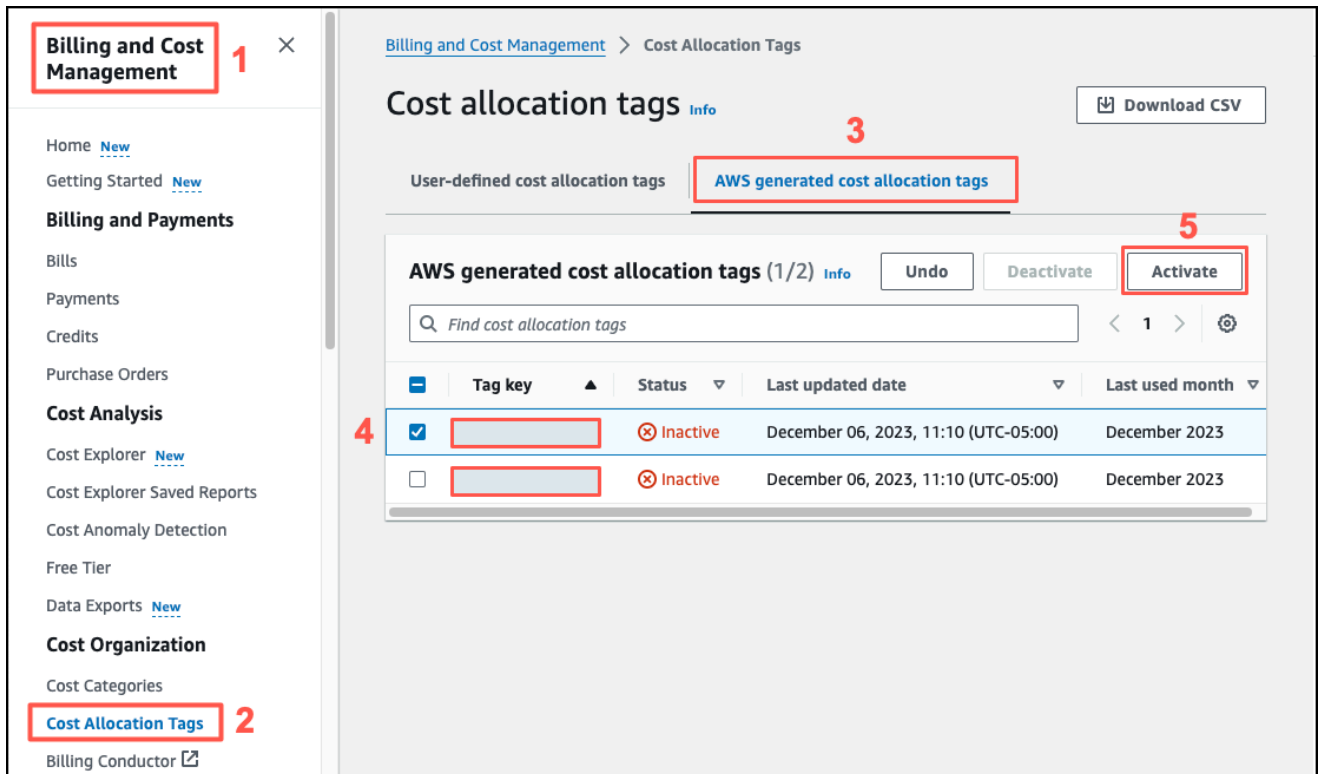 Billing and Cost
Management
1
Home New
Getting Started New
Billing and Payments
Bills
Payments
Credits
Purchase Orders
Cost Analysis
Cost Explorer New
Cost Explorer Saved Reports
Cost Anomaly Detection
Free Tier
Data Exports New
Cost Organization
Cost Categories
Cost Allocation Tags 2
Billing Conductor
Billing and Cost Management > Cost Allocation Tags
Cost allocation tags Info
Download CSV
3
User-defined cost allocation tags
AWS generated cost allocation tags
5
AWS generated cost allocation tags (1/2) Info
Undo
Deactivate
Activate
Find cost allocation tags
< 1 >
Tag key Status Last updated date Last used month
4 Inactive December 06, 2023, 11:10 (UTC-05:00) December 2023
Inactive December 06, 2023, 11:10 (UTC-05:00) December 2023